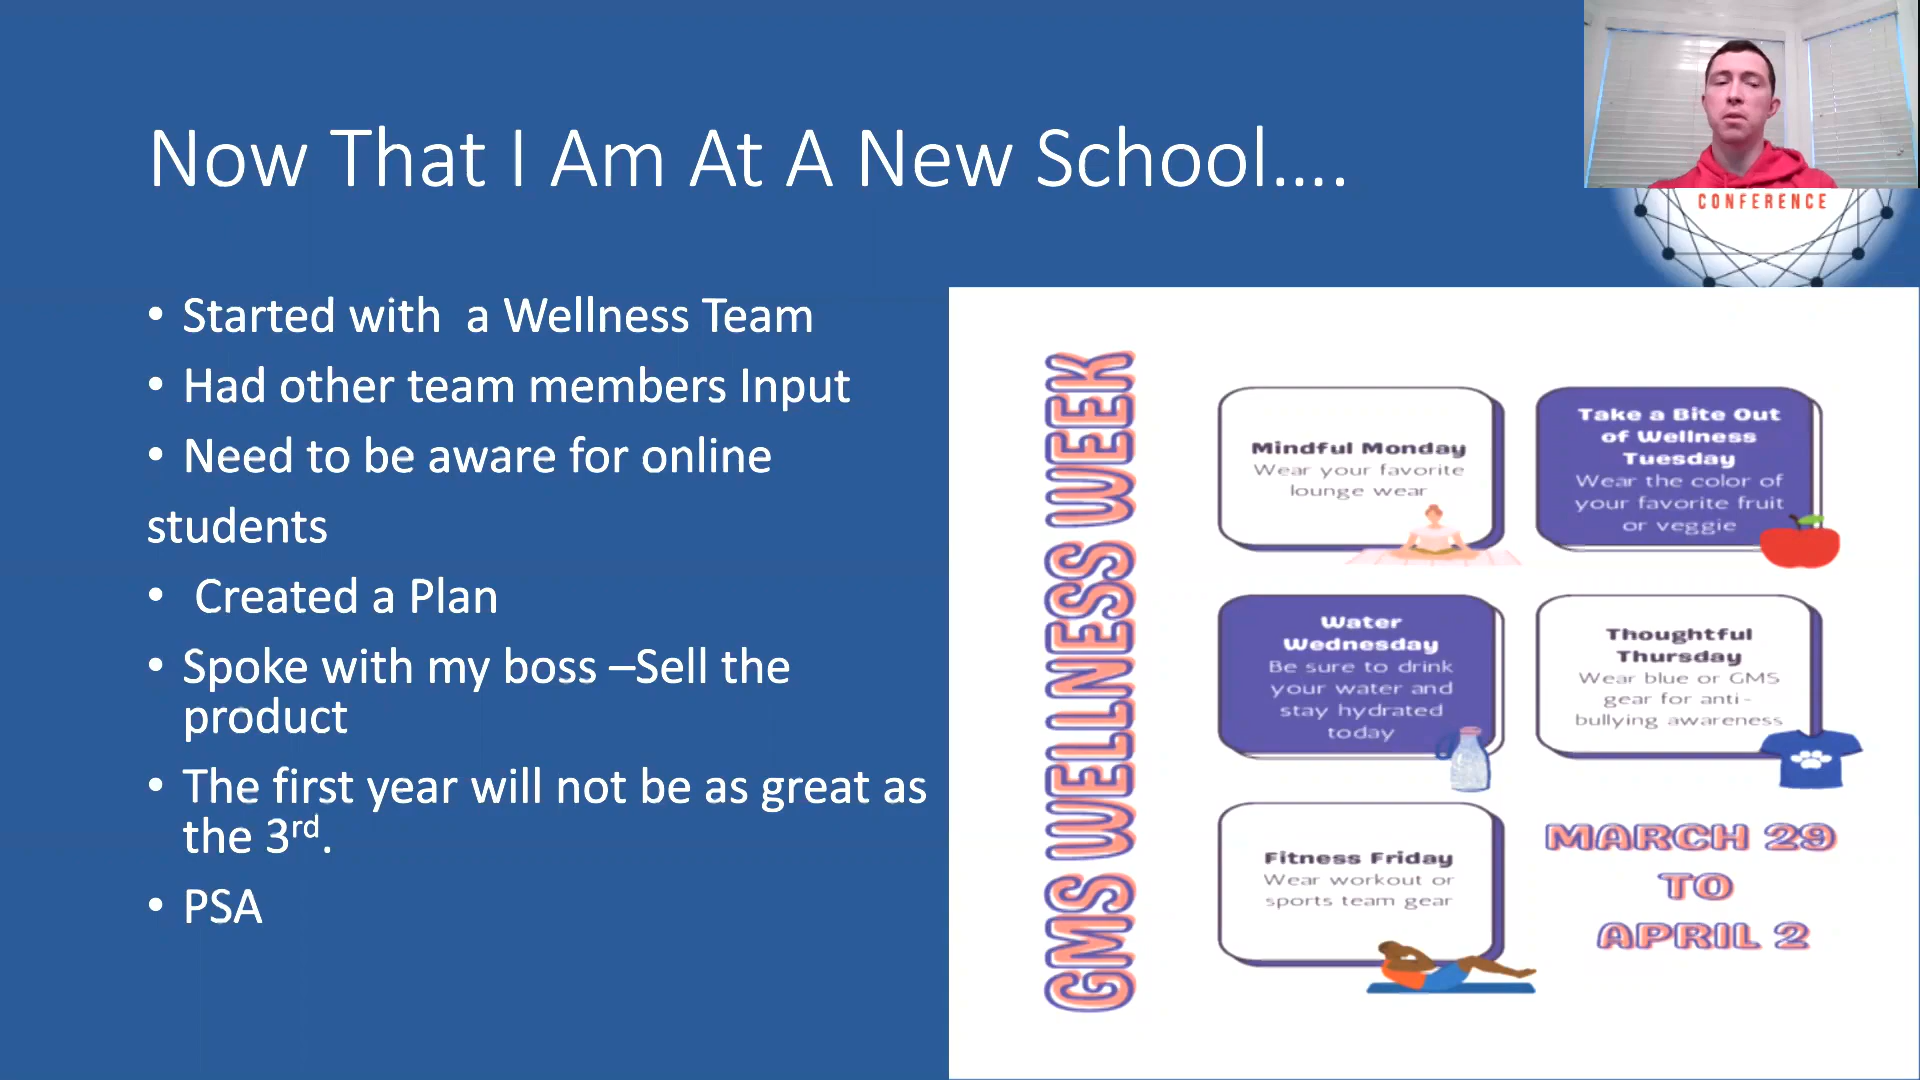 Now That I Am At A New School....
CONFERENCE
• Started with a Wellness Team
• Had other team members Input
• Need to be aware for online
students
• Created a Plan
• Spoke with my boss –Sell the
product
• The first year will not be as great as
the 3rd.
• PSA
GMS WELLNESS WEEK
Mindful Monday
Wear your favorite
lounge wear
Take a Bite Out
of Wellness
Tuesday
Wear the color of
your favorite fruit
or veggie
Water
Wednesday
Be sure to drink
your water and
stay hydrated
today
Thoughtful
Thursday
Wear blue or GMS
gear for anti-
bullying awareness
Fitness Friday
Wear workout or
sports team gear
MARCH 29
TO
APRIL 2